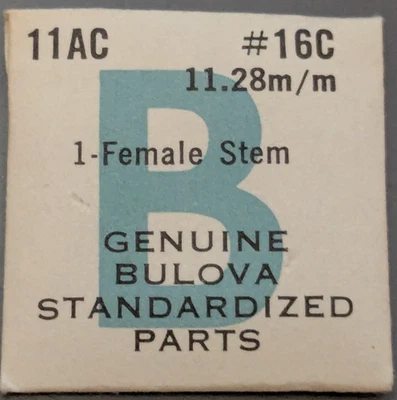 11AC #16C
11.28m/m
1-Female Stem
B
GENUINE
BULOVA
STANDARDIZED
PARTS